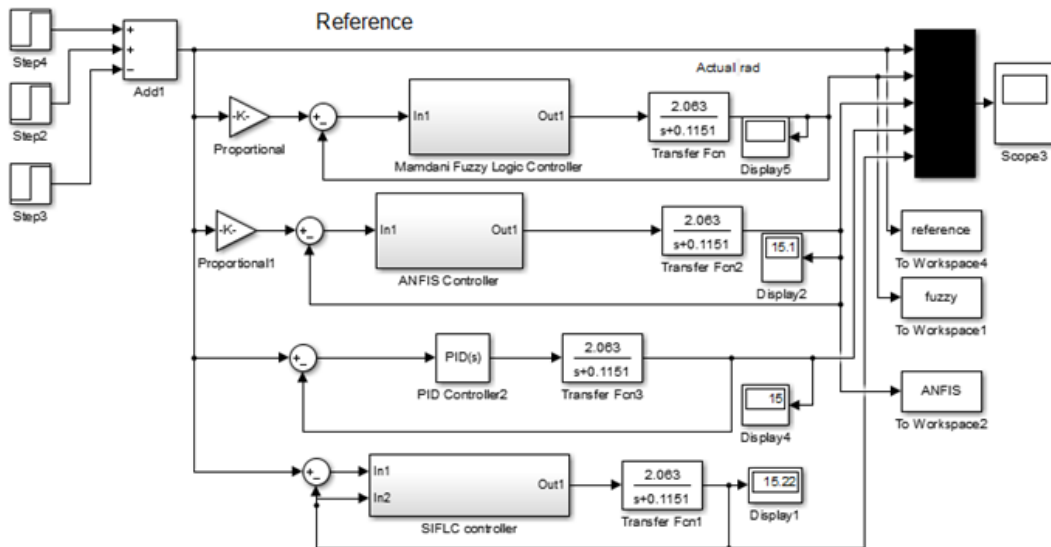 Reference
Step4
Step2
Step3
+
+
−
Add1
-K-
Proportional
+
−
In1
Out1
Mamdani Fuzzy Logic Controller
2.063
s+0.1151
Transfer Fcn
Actual rad
Display5
Scope3
-K-
Proportional1
+
−
In1
Out1
ANFIS Controller
2.063
s+0.1151
Transfer Fcn2
15.1
Display2
reference
To Workspace4
fuzzy
To Workspace1
+
−
PID(s)
PID Controller2
2.063
s+0.1151
Transfer Fcn3
15
Display4
ANFIS
To Workspace2
+
−
In1
In2
Out1
SIFLC controller
2.063
s+0.1151
Transfer Fcn1
15.22
Display1